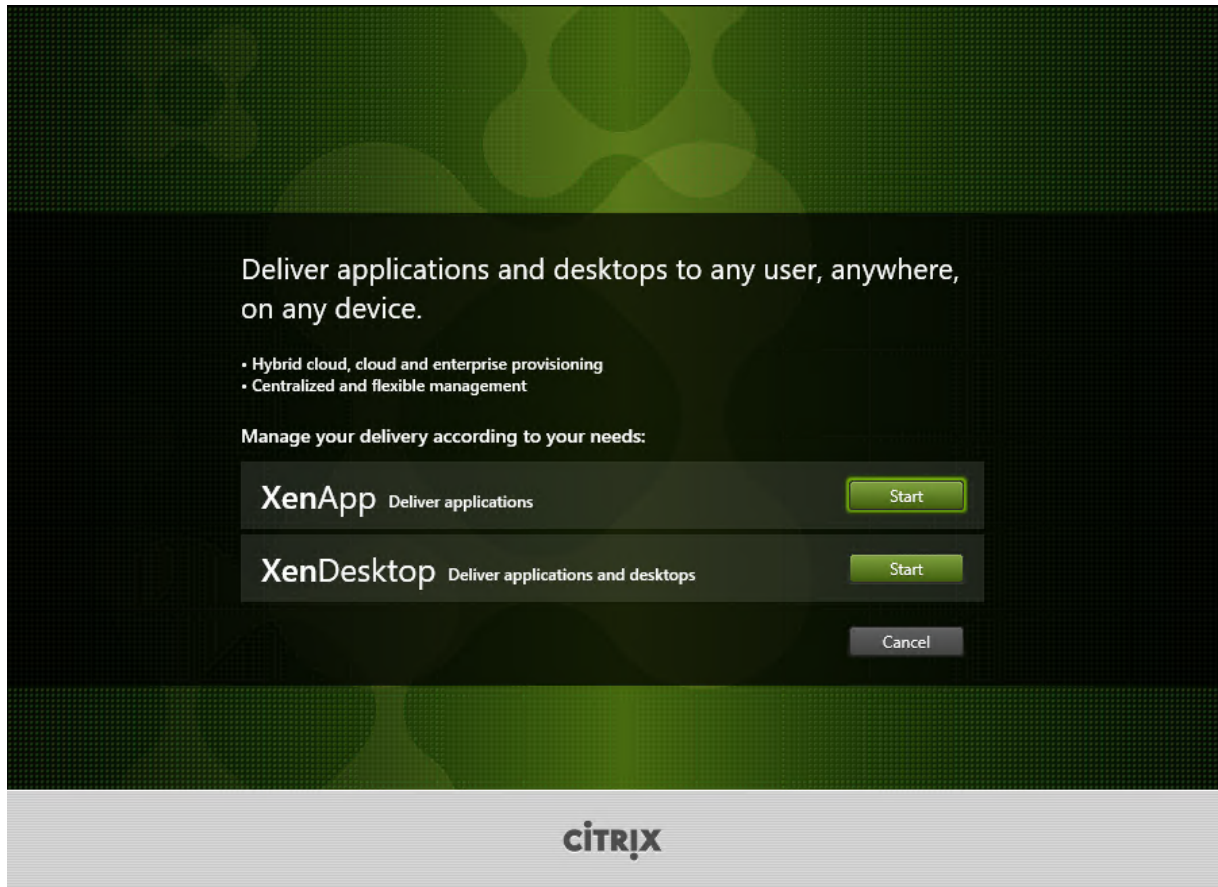 Deliver applications and desktops to any user, anywhere,
on any device.
• Hybrid cloud, cloud and enterprise provisioning
• Centralized and flexible management
Manage your delivery according to your needs:
XenApp Deliver applications Start
XenDesktop Deliver applications and desktops Start
Cancel
CITRIX